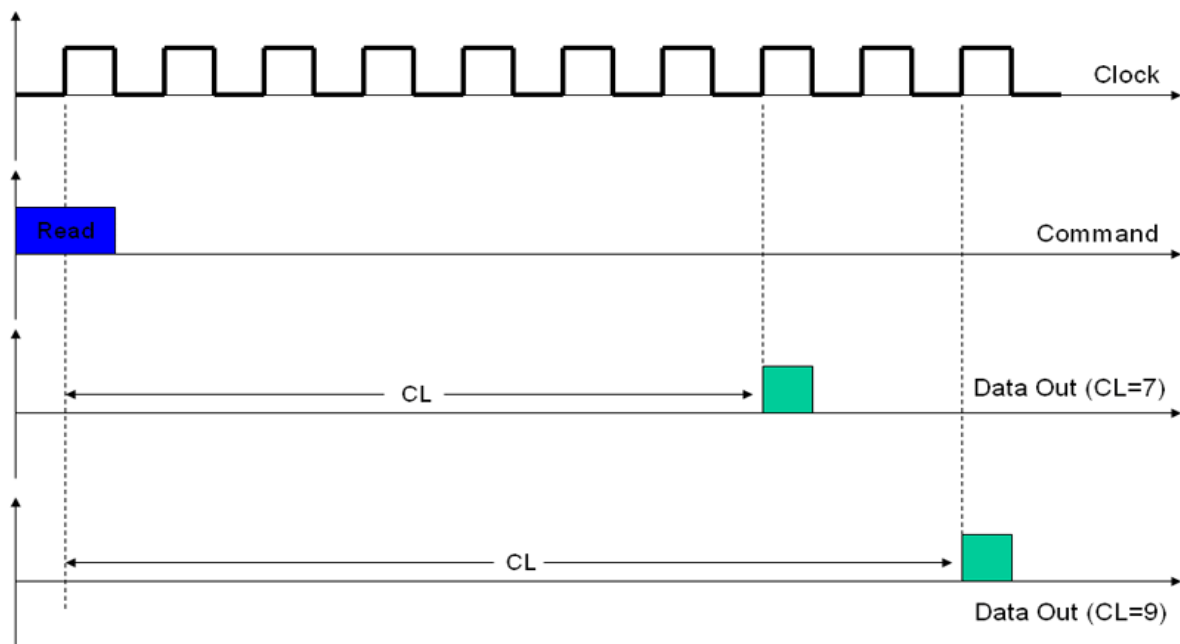 Clock
Read
Command
CL
Data Out (CL=7)
CL
Data Out (CL=9)